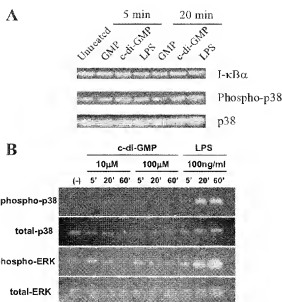 A
5 min
20 min
Untreated
GMP
c-di-GMP
LPS
GMP
c-di-GMP
LPS
I-κBα
Phospho-p38
p38
B
c-di-GMP
LPS
10µM
100µM
100ng/ml
(-)
5' 20' 60'
5' 20' 60'
5' 20' 60'
phospho-p38
total-p38
hospho-ERK
total-ERK